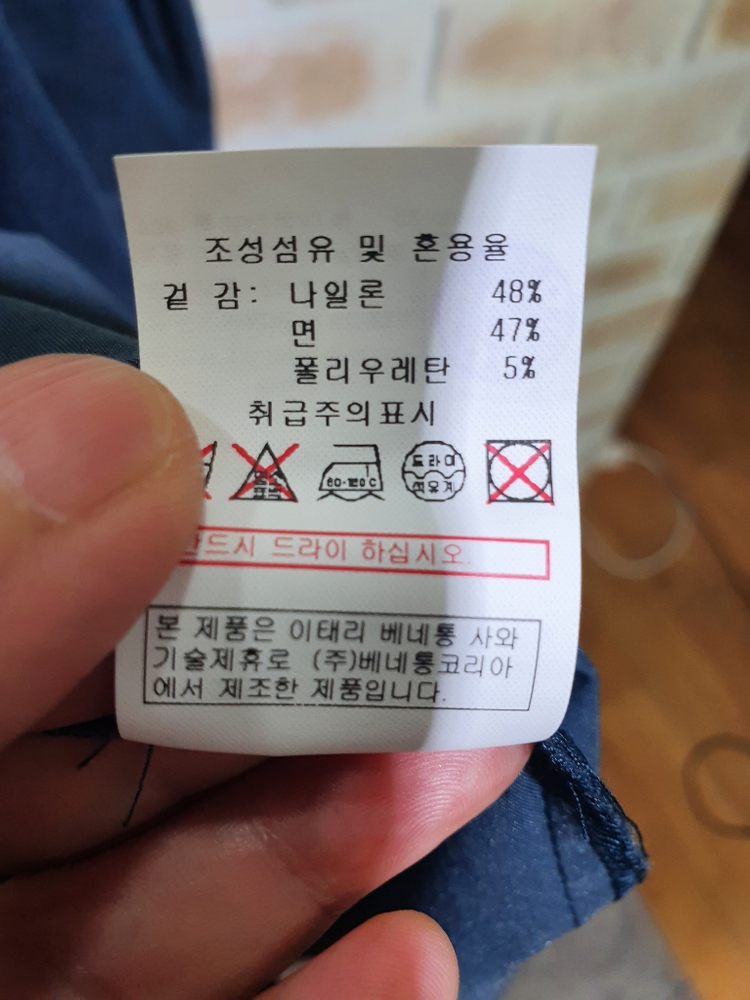 조성섬유 및 혼용율
겉 감: 나일론 48%
면 47%
폴리우레탄 5%
취급주의표시
드라이
석유계
드시 드라이 하십시오.
본 제품은 이태리 베네통 사와
기술제휴로 (주)베네통코리아
에서 제조한 제품입니다.